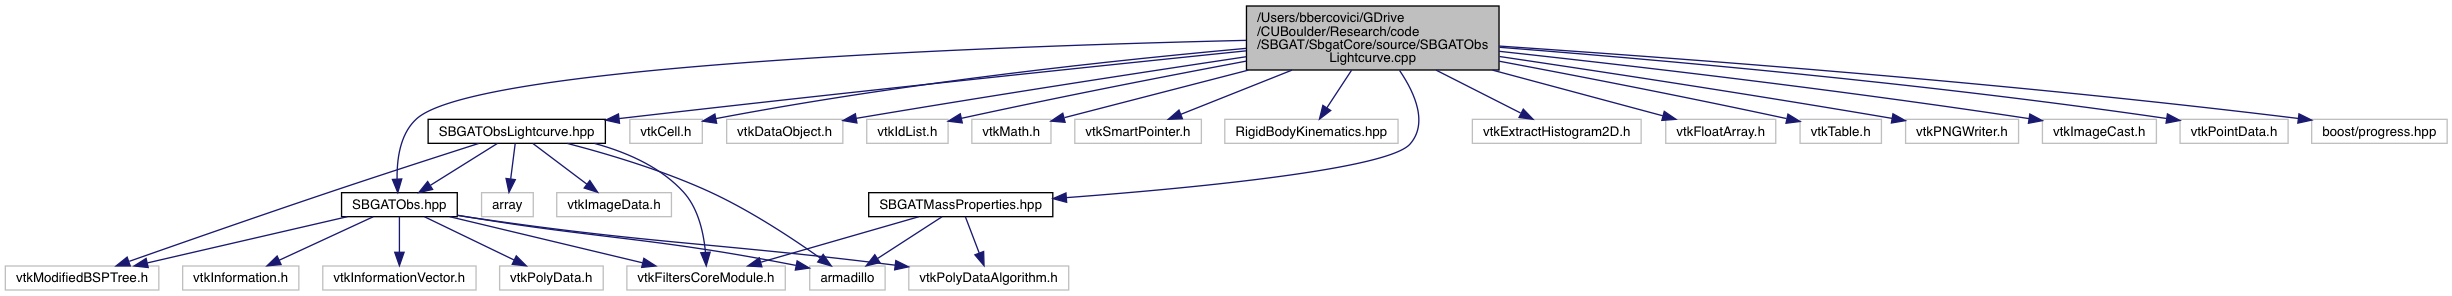 /Users/bbercovici/GDrive
/CUBoulder/Research/code
/SBGAT/SbgatCore/source/SBGATObs
Lightcurve.cpp
SBGATObsLightcurve.hpp
vtkCell.h
vtkDataObject.h
vtkIdList.h
vtkMath.h
vtkSmartPointer.h
RigidBodyKinematics.hpp
vtkExtractHistogram2D.h
vtkFloatArray.h
vtkTable.h
vtkPNGWriter.h
vtkImageCast.h
vtkPointData.h
boost/progress.hpp
SBGATObs.hpp
array
vtkImageData.h
SBGATMassProperties.hpp
vtkModifiedBSPTree.h
vtkInformation.h
vtkInformationVector.h
vtkPolyData.h
vtkFiltersCoreModule.h
armadillo
vtkPolyDataAlgorithm.h